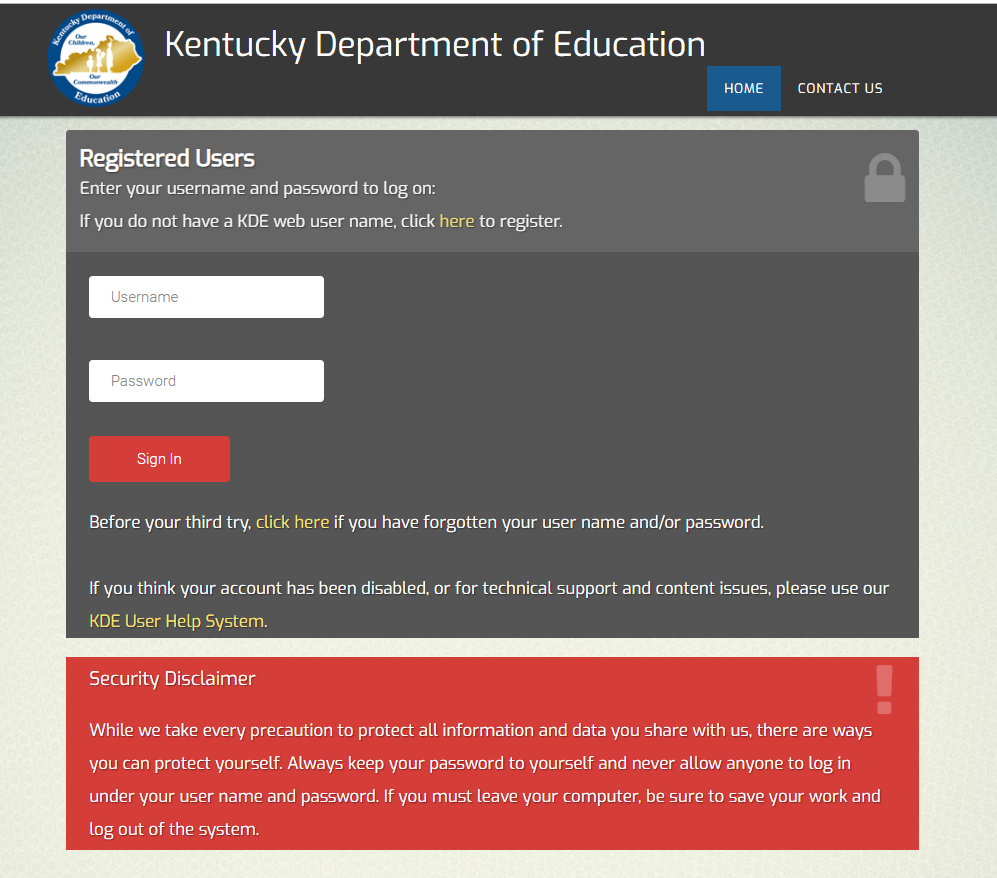 Kentucky Department of
Our
Children,
Our
Commonwealth
Education
Kentucky Department of Education
HOME
CONTACT US
Registered Users
Enter your username and password to log on:
If you do not have a KDE web user name, click here to register.
Username
Password
Sign In
Before your third try, click here if you have forgotten your user name and/or password.
If you think your account has been disabled, or for technical support and content issues, please use our
KDE User Help System.
Security Disclaimer
While we take every precaution to protect all information and data you share with us, there are ways
you can protect yourself. Always keep your password to yourself and never allow anyone to log in
under your user name and password. If you must leave your computer, be sure to save your work and
log out of the system.